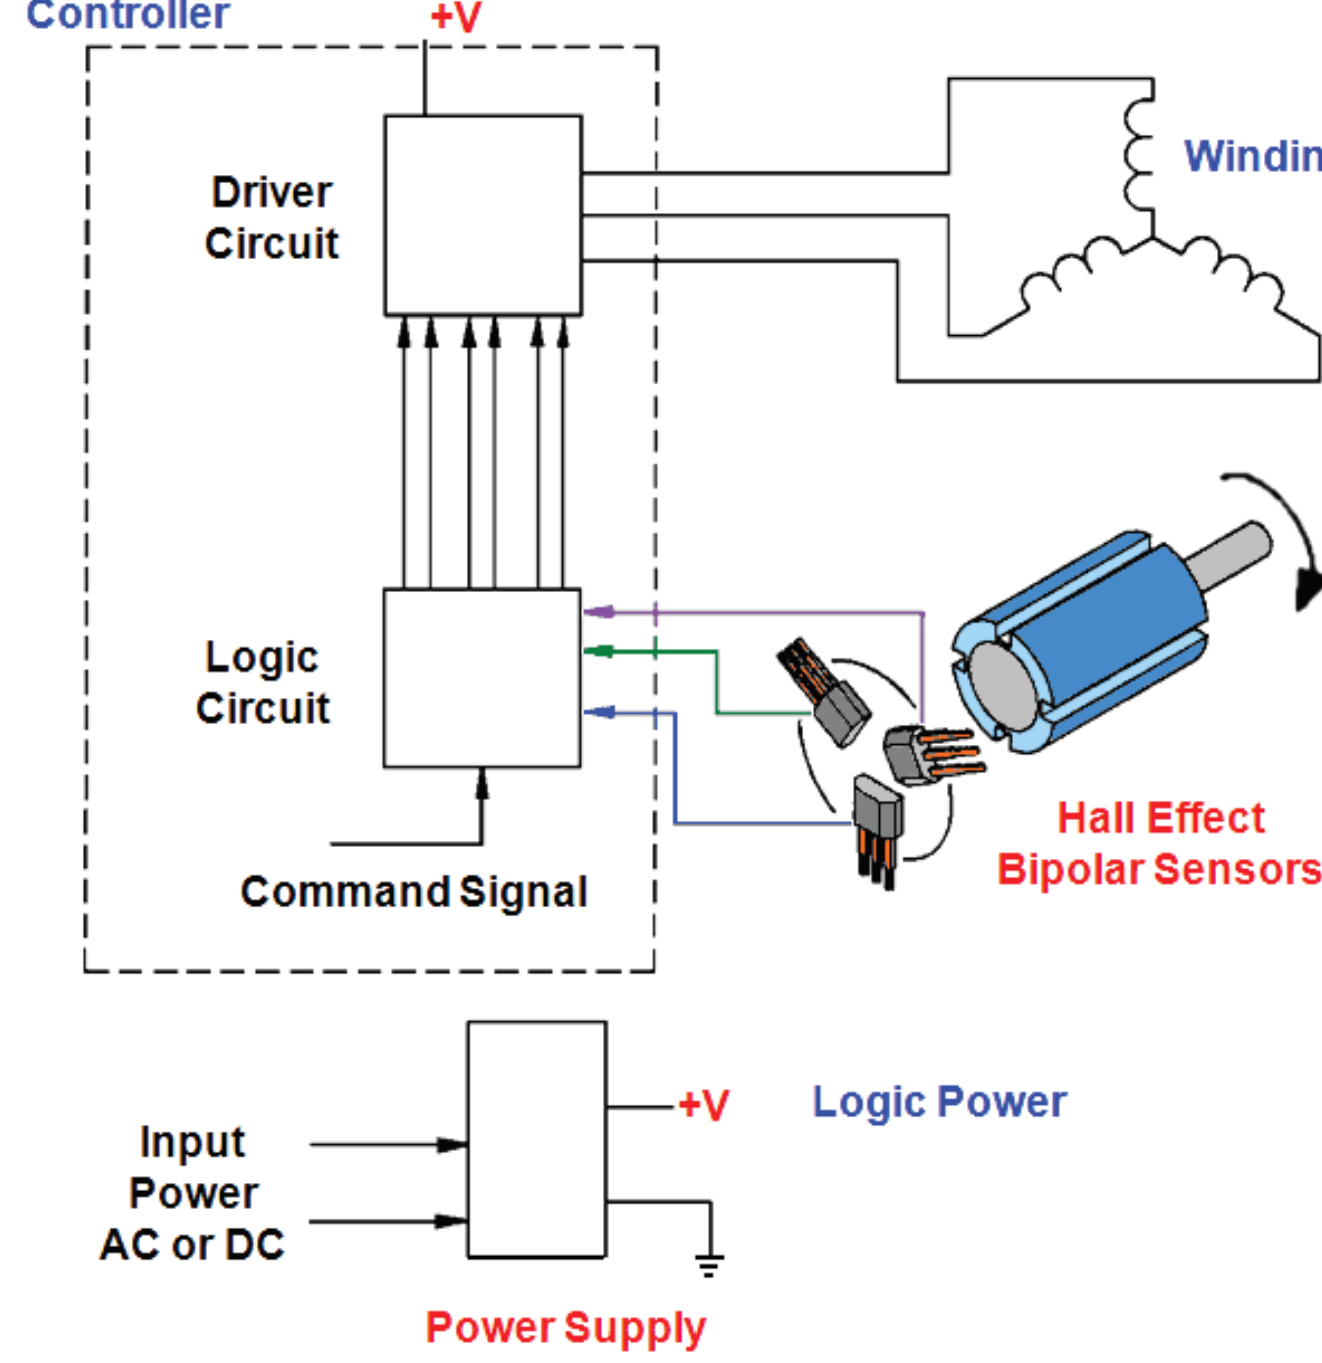 Controller
+V
Driver
Circuit
Windin
Logic
Circuit
Hall Effect
Bipolar Sensors
Command Signal
+V
Logic Power
Input
Power
AC or DC
Power Supply